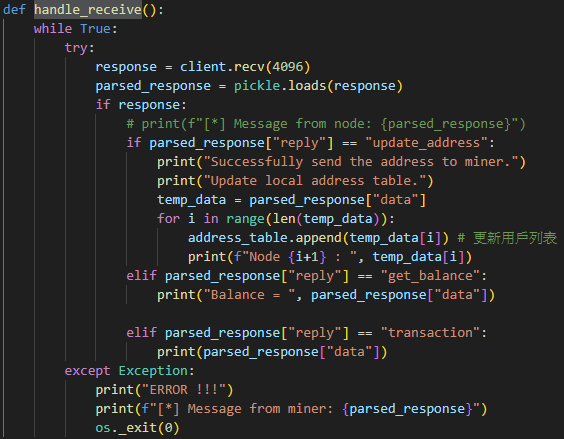 def handle_receive():
    while True:
        try:
            response = client.recv(4096)
            parsed_response = pickle.loads(response)
            if response:
                # print(f"[*] Message from node: {parsed_response}")
                if parsed_response["reply"] == "update_address":
                    print("Successfully send the address to miner.")
                    print("Update local address table.")
                    temp_data = parsed_response["data"]
                    for i in range(len(temp_data)):
                        address_table.append(temp_data[i]) # 更新用戶列表
                        print(f"Node {i+1} : ", temp_data[i])
                elif parsed_response["reply"] == "get_balance":
                    print("Balance = ", parsed_response["data"])

                elif parsed_response["reply"] == "transaction":
                    print(parsed_response["data"])
        except Exception:
            print("ERROR !!!")
            print(f"[*] Message from miner: {parsed_response}")
            os._exit(0)